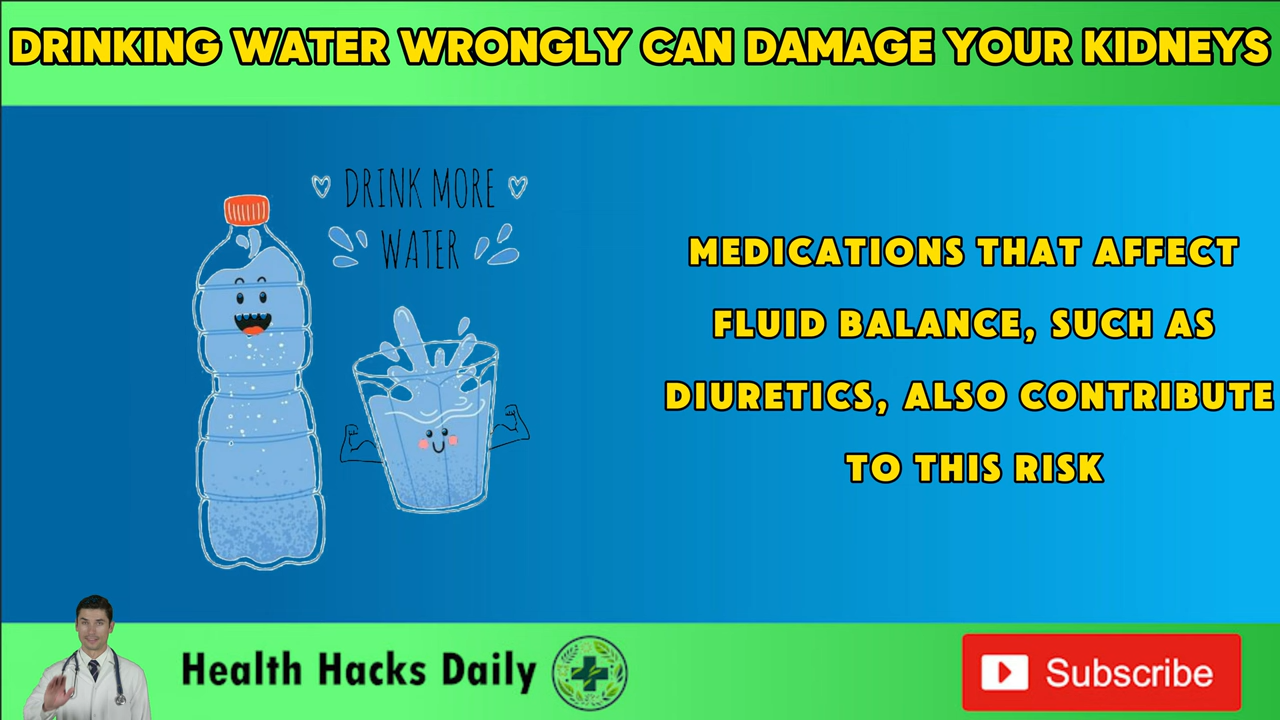 DRINKING WATER WRONGLY CAN DAMAGE YOUR KIDNEYS
DRINK MORE
WATER
MEDICATIONS THAT AFFECT
FLUID BALANCE, SUCH AS
DIURETICS, ALSO CONTRIBUTE
TO THIS RISK
Health Hacks Daily
Subscribe